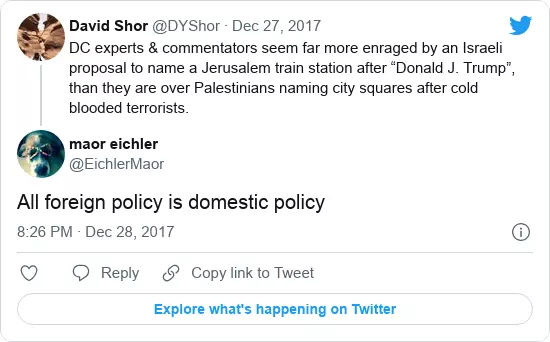 David Shor @DYShor · Dec 27, 2017
DC experts & commentators seem far more enraged by an Israeli
proposal to name a Jerusalem train station after “Donald J. Trump”,
than they are over Palestinians naming city squares after cold
blooded terrorists.
maor eichler
@EichlerMaor
All foreign policy is domestic policy
8:26 PM · Dec 28, 2017
Reply Copy link to Tweet
Explore what's happening on Twitter